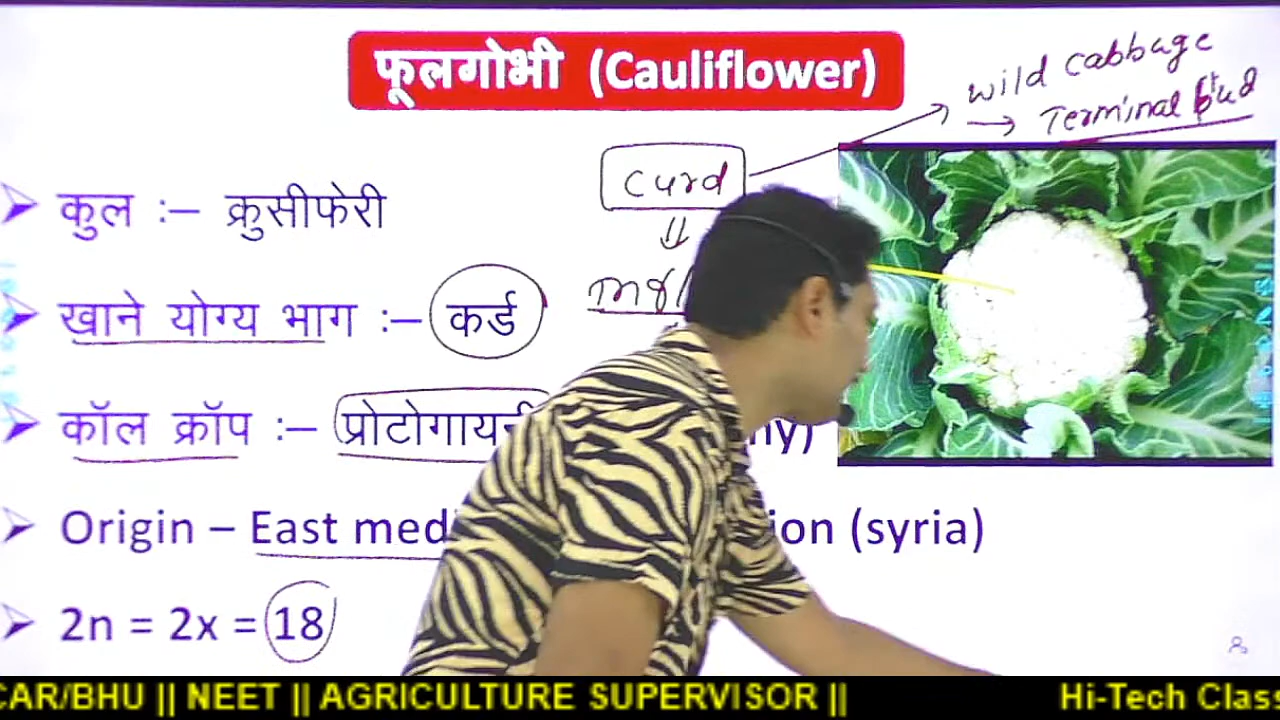 फूलगोभी (Cauliflower)
wild cabbage
→ Terminal bud
curd
⇓
➢ कुल :– क्रुसीफेरी
➢ खाने योग्य भाग :– कर्ड
➢ कॉल क्रॉप :– प्रोटोगायनी ny)
➢ Origin – East med ion (syria)
➢ 2n = 2x = 18
CAR/BHU || NEET || AGRICULTURE SUPERVISOR || Hi-Tech Class